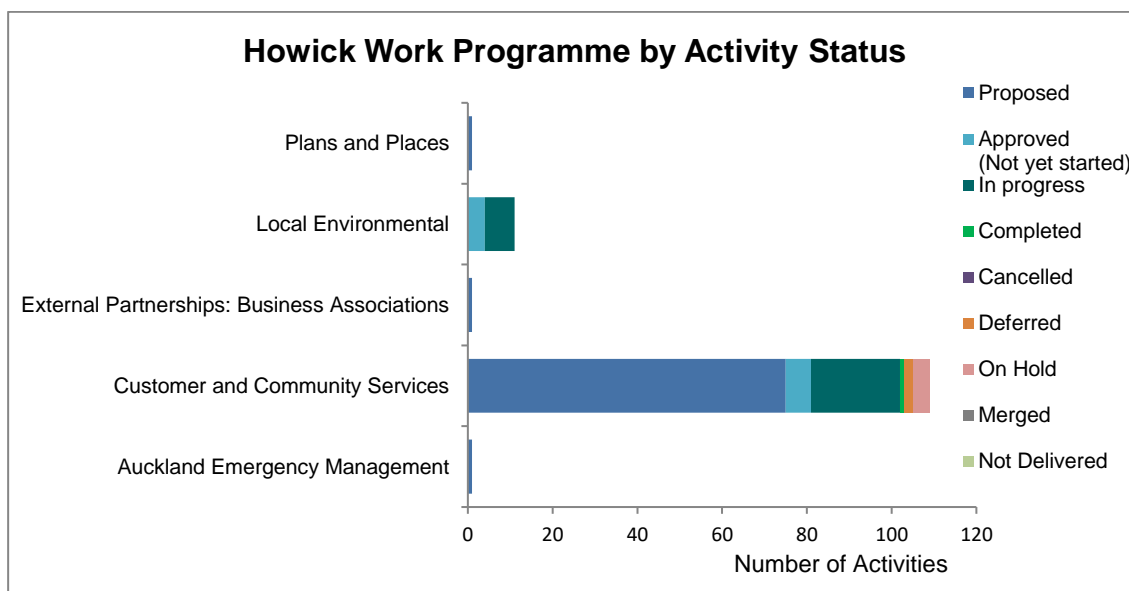 Howick Work Programme by Activity Status
Plans and Places
Local Environmental
External Partnerships: Business Associations
Customer and Community Services
Auckland Emergency Management
0 20 40 60 80 100 120
Number of Activities
Proposed
Approved
(Not yet started)
In progress
Completed
Cancelled
Deferred
On Hold
Merged
Not Delivered